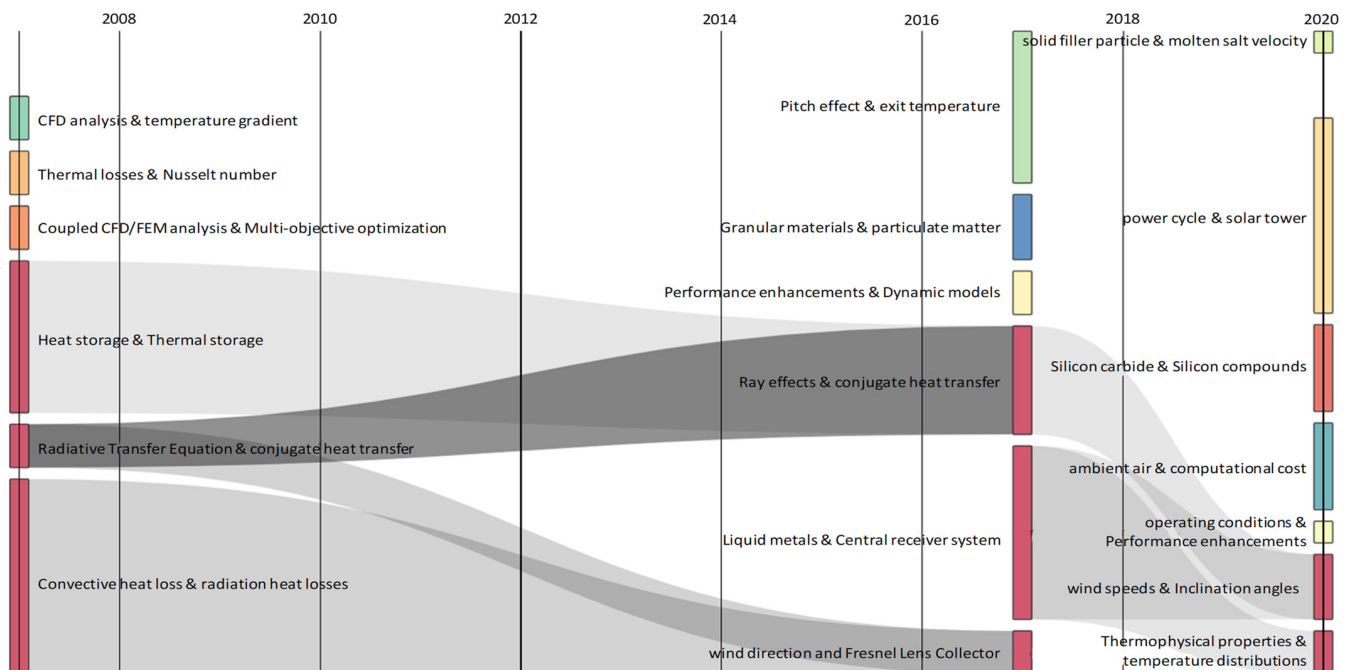 2008
2010
2012
2014
2016
2018
2020
CFD analysis & temperature gradient
Thermal losses & Nusselt number
Coupled CFD/FEM analysis & Multi-objective optimization
Heat storage & Thermal storage
Radiative Transfer Equation & conjugate heat transfer
Convective heat loss & radiation heat losses
Pitch effect & exit temperature
Granular materials & particulate matter
Performance enhancements & Dynamic models
Ray effects & conjugate heat transfer
Liquid metals & Central receiver system
wind direction and Fresnel Lens Collector
solid filler particle & molten salt velocity
power cycle & solar tower
Silicon carbide & Silicon compounds
ambient air & computational cost
operating conditions &
Performance enhancements
wind speeds & Inclination angles
Thermophysical properties &
temperature distributions